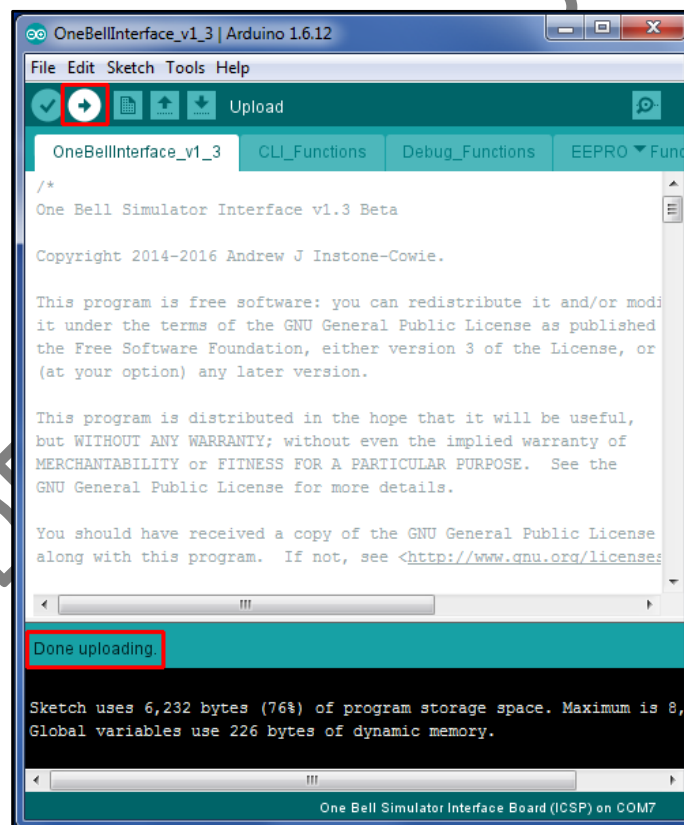 OneBellInterface_v1_3 | Arduino 1.6.12
File Edit Sketch Tools Help
Upload
OneBellInterface_v1_3 CLI_Functions Debug_Functions EEPRO Func
/*
One Bell Simulator Interface v1.3 Beta
Copyright 2014-2016 Andrew J Instone-Cowie.
This program is free software: you can redistribute it and/or modi
it under the terms of the GNU General Public License as published
the Free Software Foundation, either version 3 of the License, or
(at your option) any later version.
This program is distributed in the hope that it will be useful,
but WITHOUT ANY WARRANTY; without even the implied warranty of
MERCHANTABILITY or FITNESS FOR A PARTICULAR PURPOSE.  See the
GNU General Public License for more details.
You should have received a copy of the GNU General Public License
along with this program.  If not, see <http://www.gnu.org/licenses
Done uploading.
Sketch uses 6,232 bytes (76%) of program storage space. Maximum is 8,
Global variables use 226 bytes of dynamic memory.
One Bell Simulator Interface Board (ICSP) on COM7